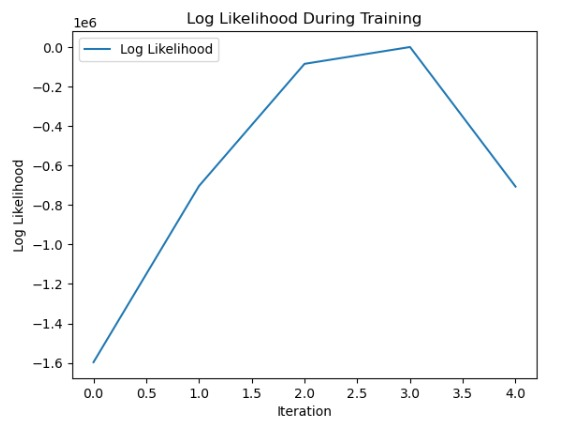 Log Likelihood During Training
1e6
Log Likelihood
0.0
−0.2
−0.4
−0.6
−0.8
−1.0
−1.2
−1.4
−1.6
Log Likelihood
0.0 0.5 1.0 1.5 2.0 2.5 3.0 3.5 4.0
Iteration